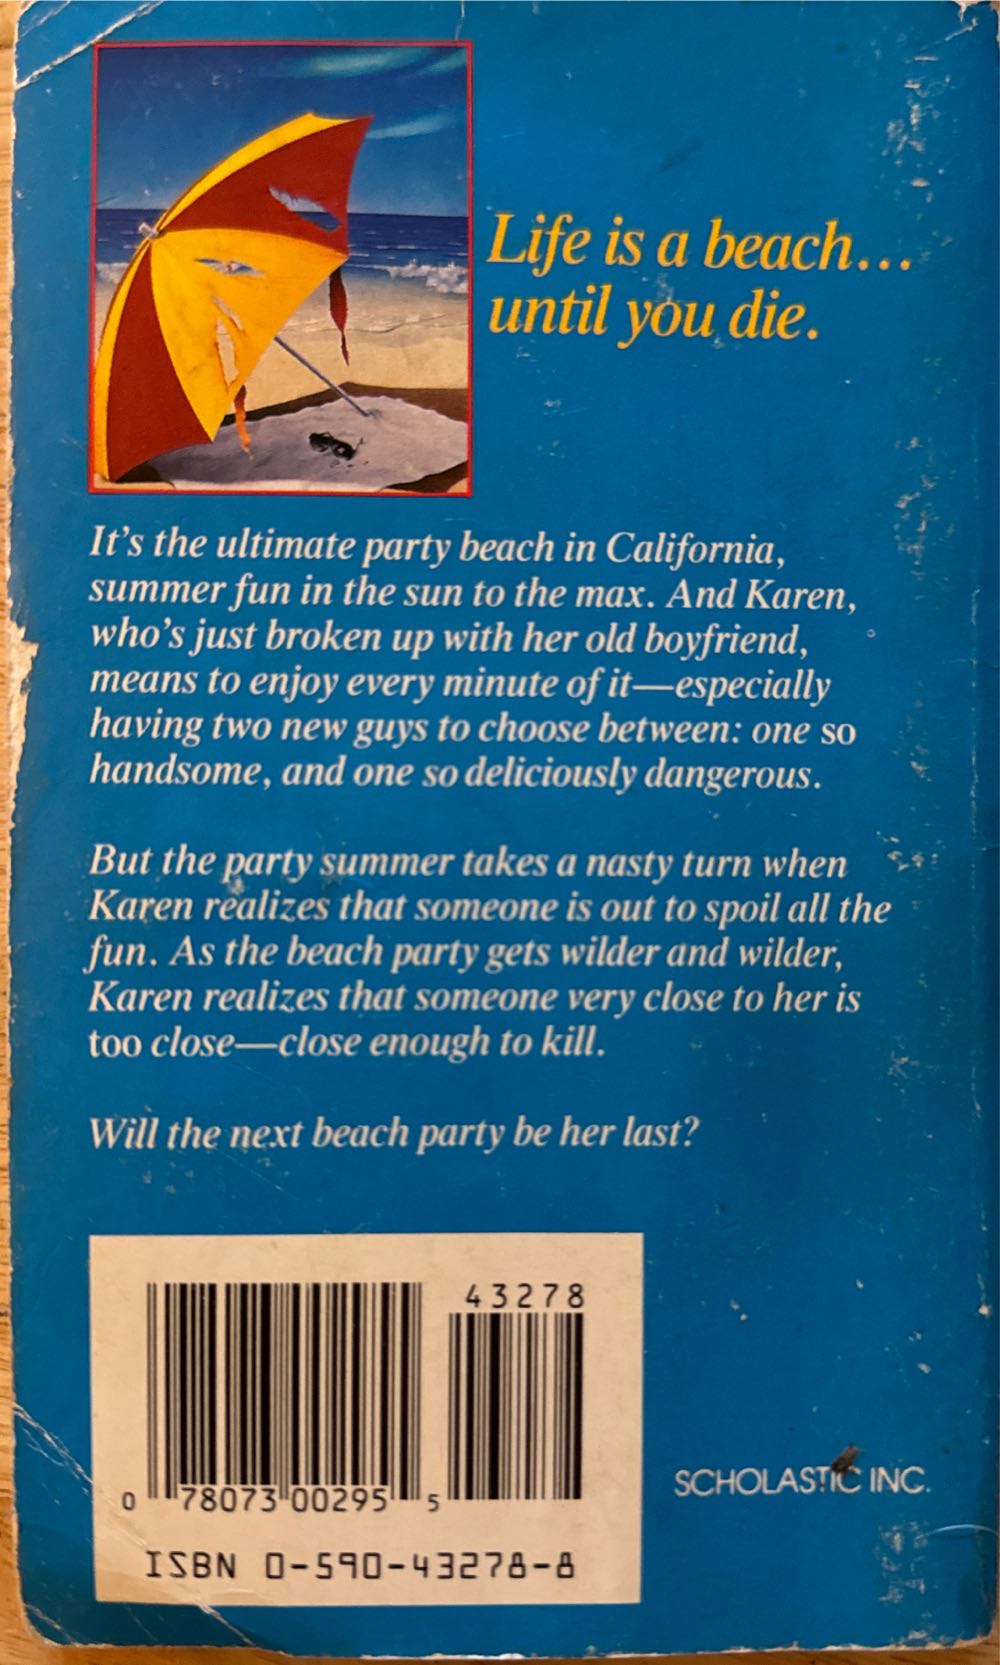 Life is a beach...
until you die.
It's the ultimate party beach in California,
summer fun in the sun to the max. And Karen,
who's just broken up with her old boyfriend,
means to enjoy every minute of it—especially
having two new guys to choose between: one so
handsome, and one so deliciously dangerous.
But the party summer takes a nasty turn when
Karen realizes that someone is out to spoil all the
fun. As the beach party gets wilder and wilder,
Karen realizes that someone very close to her is
too close—close enough to kill.
Will the next beach party be her last?
43278
0 78073 00295 5
ISBN 0-590-43278-8
SCHOLASTIC INC.